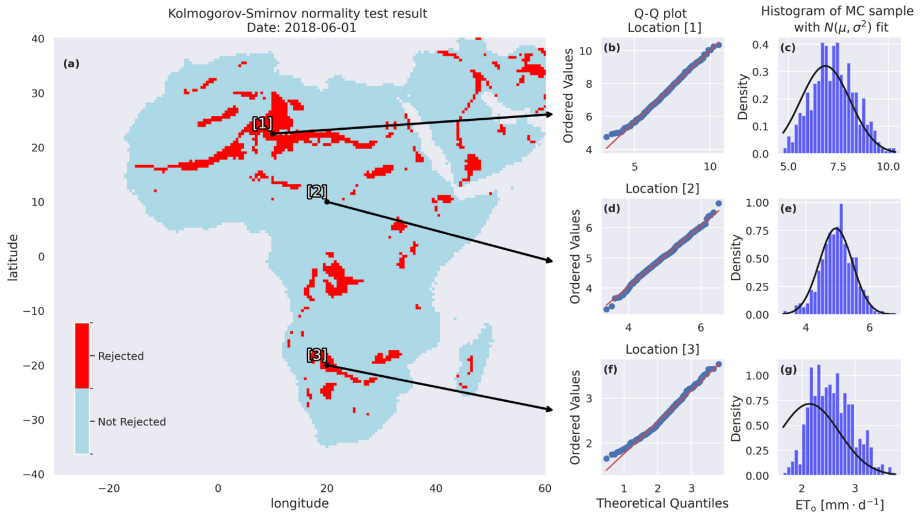 Kolmogorov-Smirnov normality test result
Date: 2018-06-01
Q-Q plot
Location [1]
Histogram of MC sample
with N(μ, σ²) fit
(a)
40
30
20
10
0
−10
−20
−30
−40
latitude
−20
0
20
40
60
longitude
[1]
[2]
[3]
Rejected
Not Rejected
(b)
10
8
6
4
Ordered Values
5
10
(c)
0.4
0.3
0.2
0.1
0.0
Density
5.0
7.5
10.0
Location [2]
(d)
6
5
4
Ordered Values
4
6
(e)
1.00
0.75
0.50
0.25
0.00
Density
4
6
Location [3]
(f)
3
2
Ordered Values
1
2
3
Theoretical Quantiles
(g)
1.00
0.75
0.50
0.25
0.00
Density
2
3
ETₒ [mm · d⁻¹]